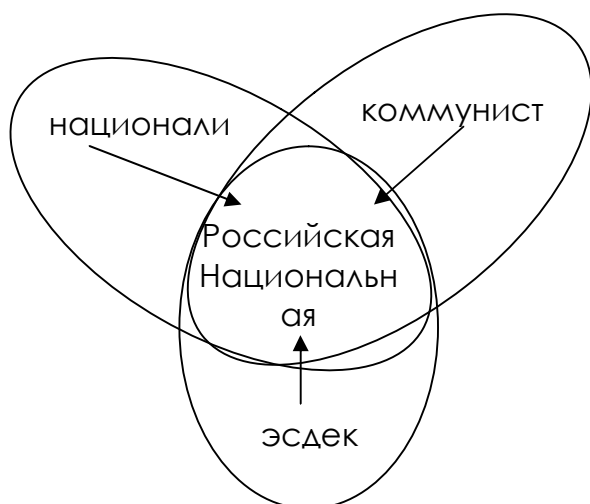 национали
коммунист
Российская
Национальн
ая
эсдек